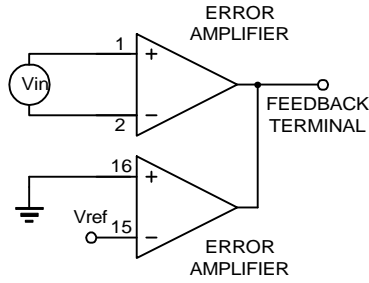 ERROR
AMPLIFIER
1
+
Vin
−
2
FEEDBACK
TERMINAL
16
+
Vref
15
−
ERROR
AMPLIFIER